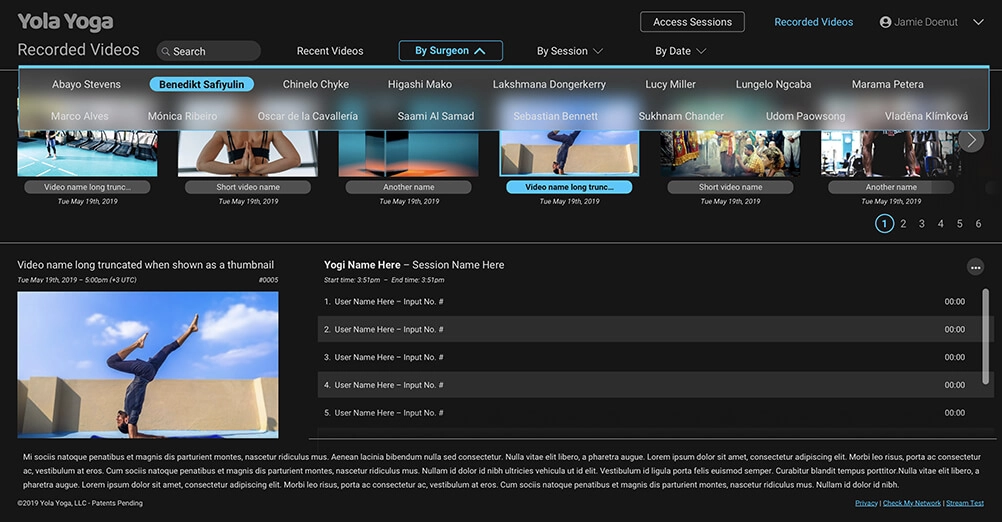 Yola Yoga
Access Sessions
Recorded Videos
Jamie Doenut
Recorded Videos
Search
Recent Videos
By Surgeon
By Session
By Date
Abayo Stevens
Benedikt Safiyulin
Chinelo Chyke
Higashi Mako
Lakshmana Dongerkerry
Lucy Miller
Lungelo Ngcaba
Marama Petera
Marco Alves
Mónica Ribeiro
Oscar de la Cavallería
Saami Al Samad
Sebastian Bennett
Sukhnam Chander
Udom Paowsong
Vladěna Klímková
Video name long trunc...
Short video name
Another name
Video name long trunc...
Short video name
Another name
Tue May 19th, 2019
Tue May 19th, 2019
Tue May 19th, 2019
Tue May 19th, 2019
Tue May 19th, 2019
Tue May 19th, 2019
1 2 3 4 5 6
Video name long truncated when shown as a thumbnail
Tue May 19th, 2019 – 5:00pm (+3 UTC)
#0005
Yogi Name Here – Session Name Here
Start time: 3:51pm – End time: 3:51pm
1. User Name Here – Input No. # 00:00
2. User Name Here – Input No. # 00:00
3. User Name Here – Input No. # 00:00
4. User Name Here – Input No. # 00:00
5. User Name Here – Input No. # 00:00
Mi sociis natoque penatibus et magnis dis parturient montes, nascetur ridiculus mus. Aenean lacinia bibendum nulla sed consectetur. Nulla vitae elit libero, a pharetra augue. Lorem ipsum dolor sit amet, consectetur adipiscing elit. Morbi leo risus, porta ac consectetur
ac, vestibulum at eros. Cum sociis natoque penatibus et magnis dis parturient montes, nascetur ridiculus mus. Nullam id dolor id nibh ultricies vehicula ut id elit. Vestibulum id ligula porta felis euismod semper. Curabitur blandit tempus porttitor.Nulla vitae elit libero, a
pharetra augue. Lorem ipsum dolor sit amet, consectetur adipiscing elit. Morbi leo risus, porta ac consectetur ac, vestibulum at eros. Cum sociis natoque penatibus et magnis dis parturient montes, nascetur ridiculus mus. Nullam id dolor id nibh.
©2019 Yola Yoga, LLC - Patents Pending
Privacy | Check My Network | Stream Test